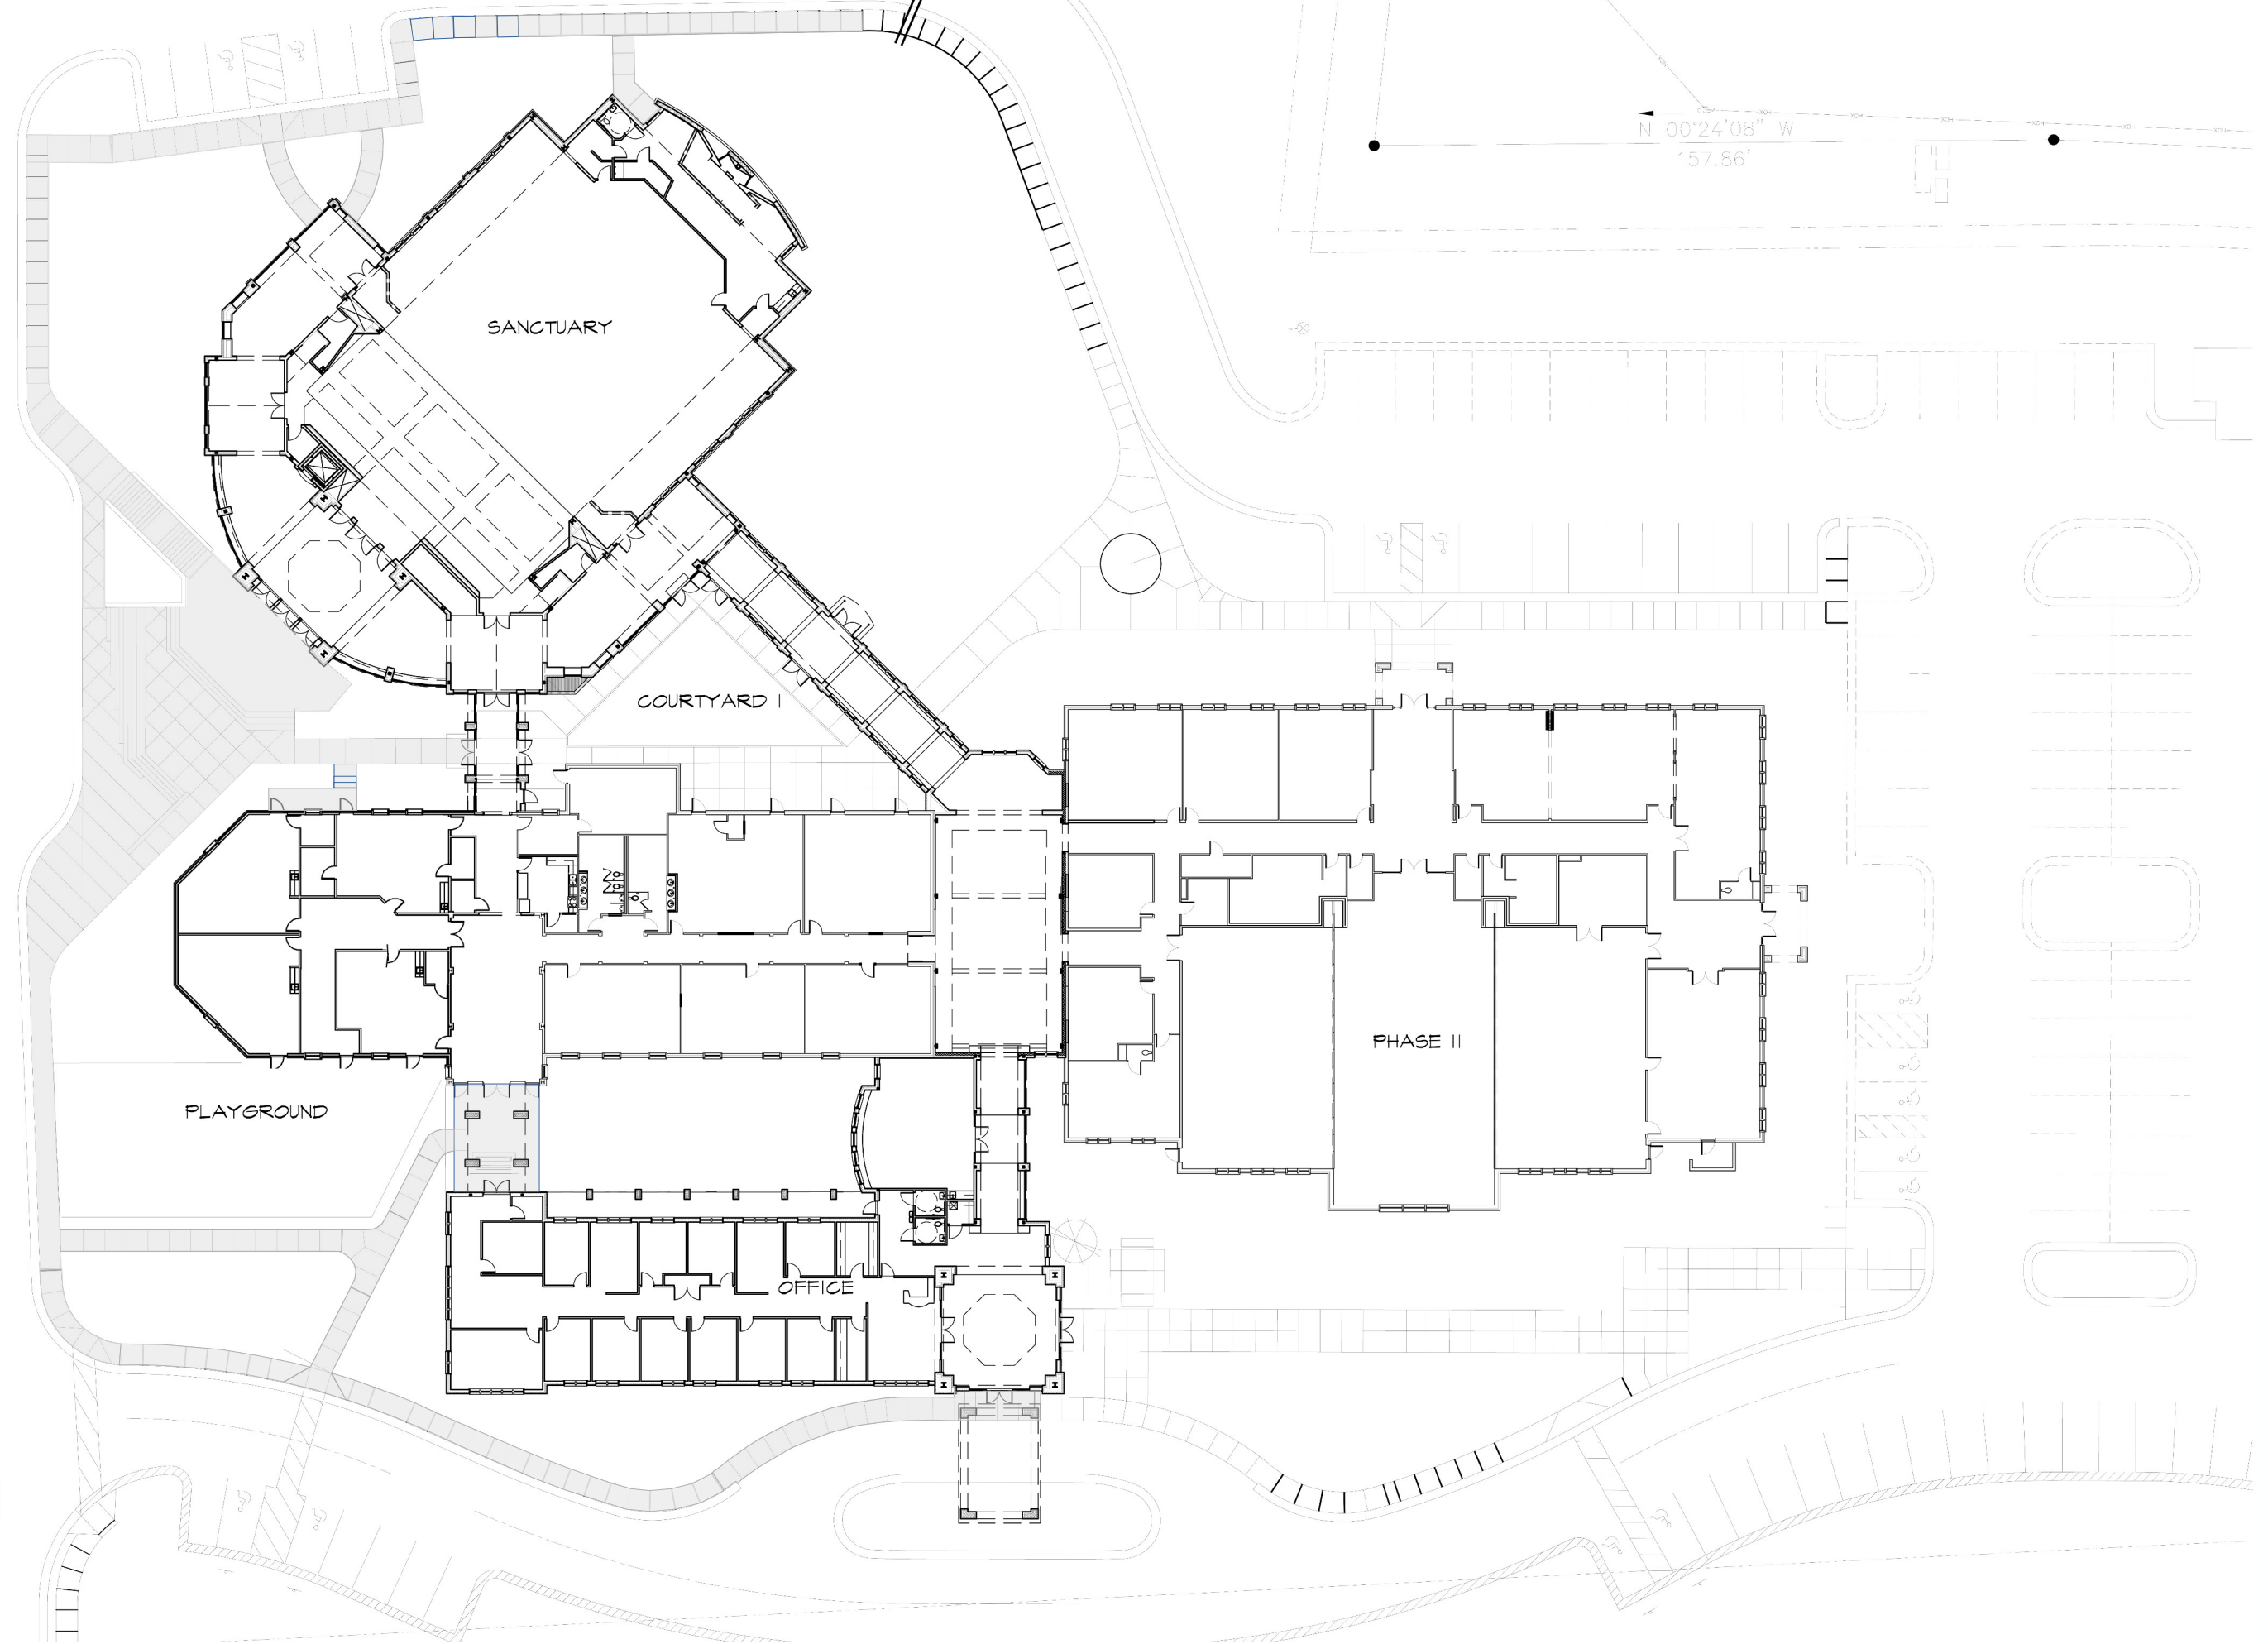 N 00°24'08" W
157.86'
SANCTUARY
COURTYARD I
PHASE II
PLAYGROUND
OFFICE